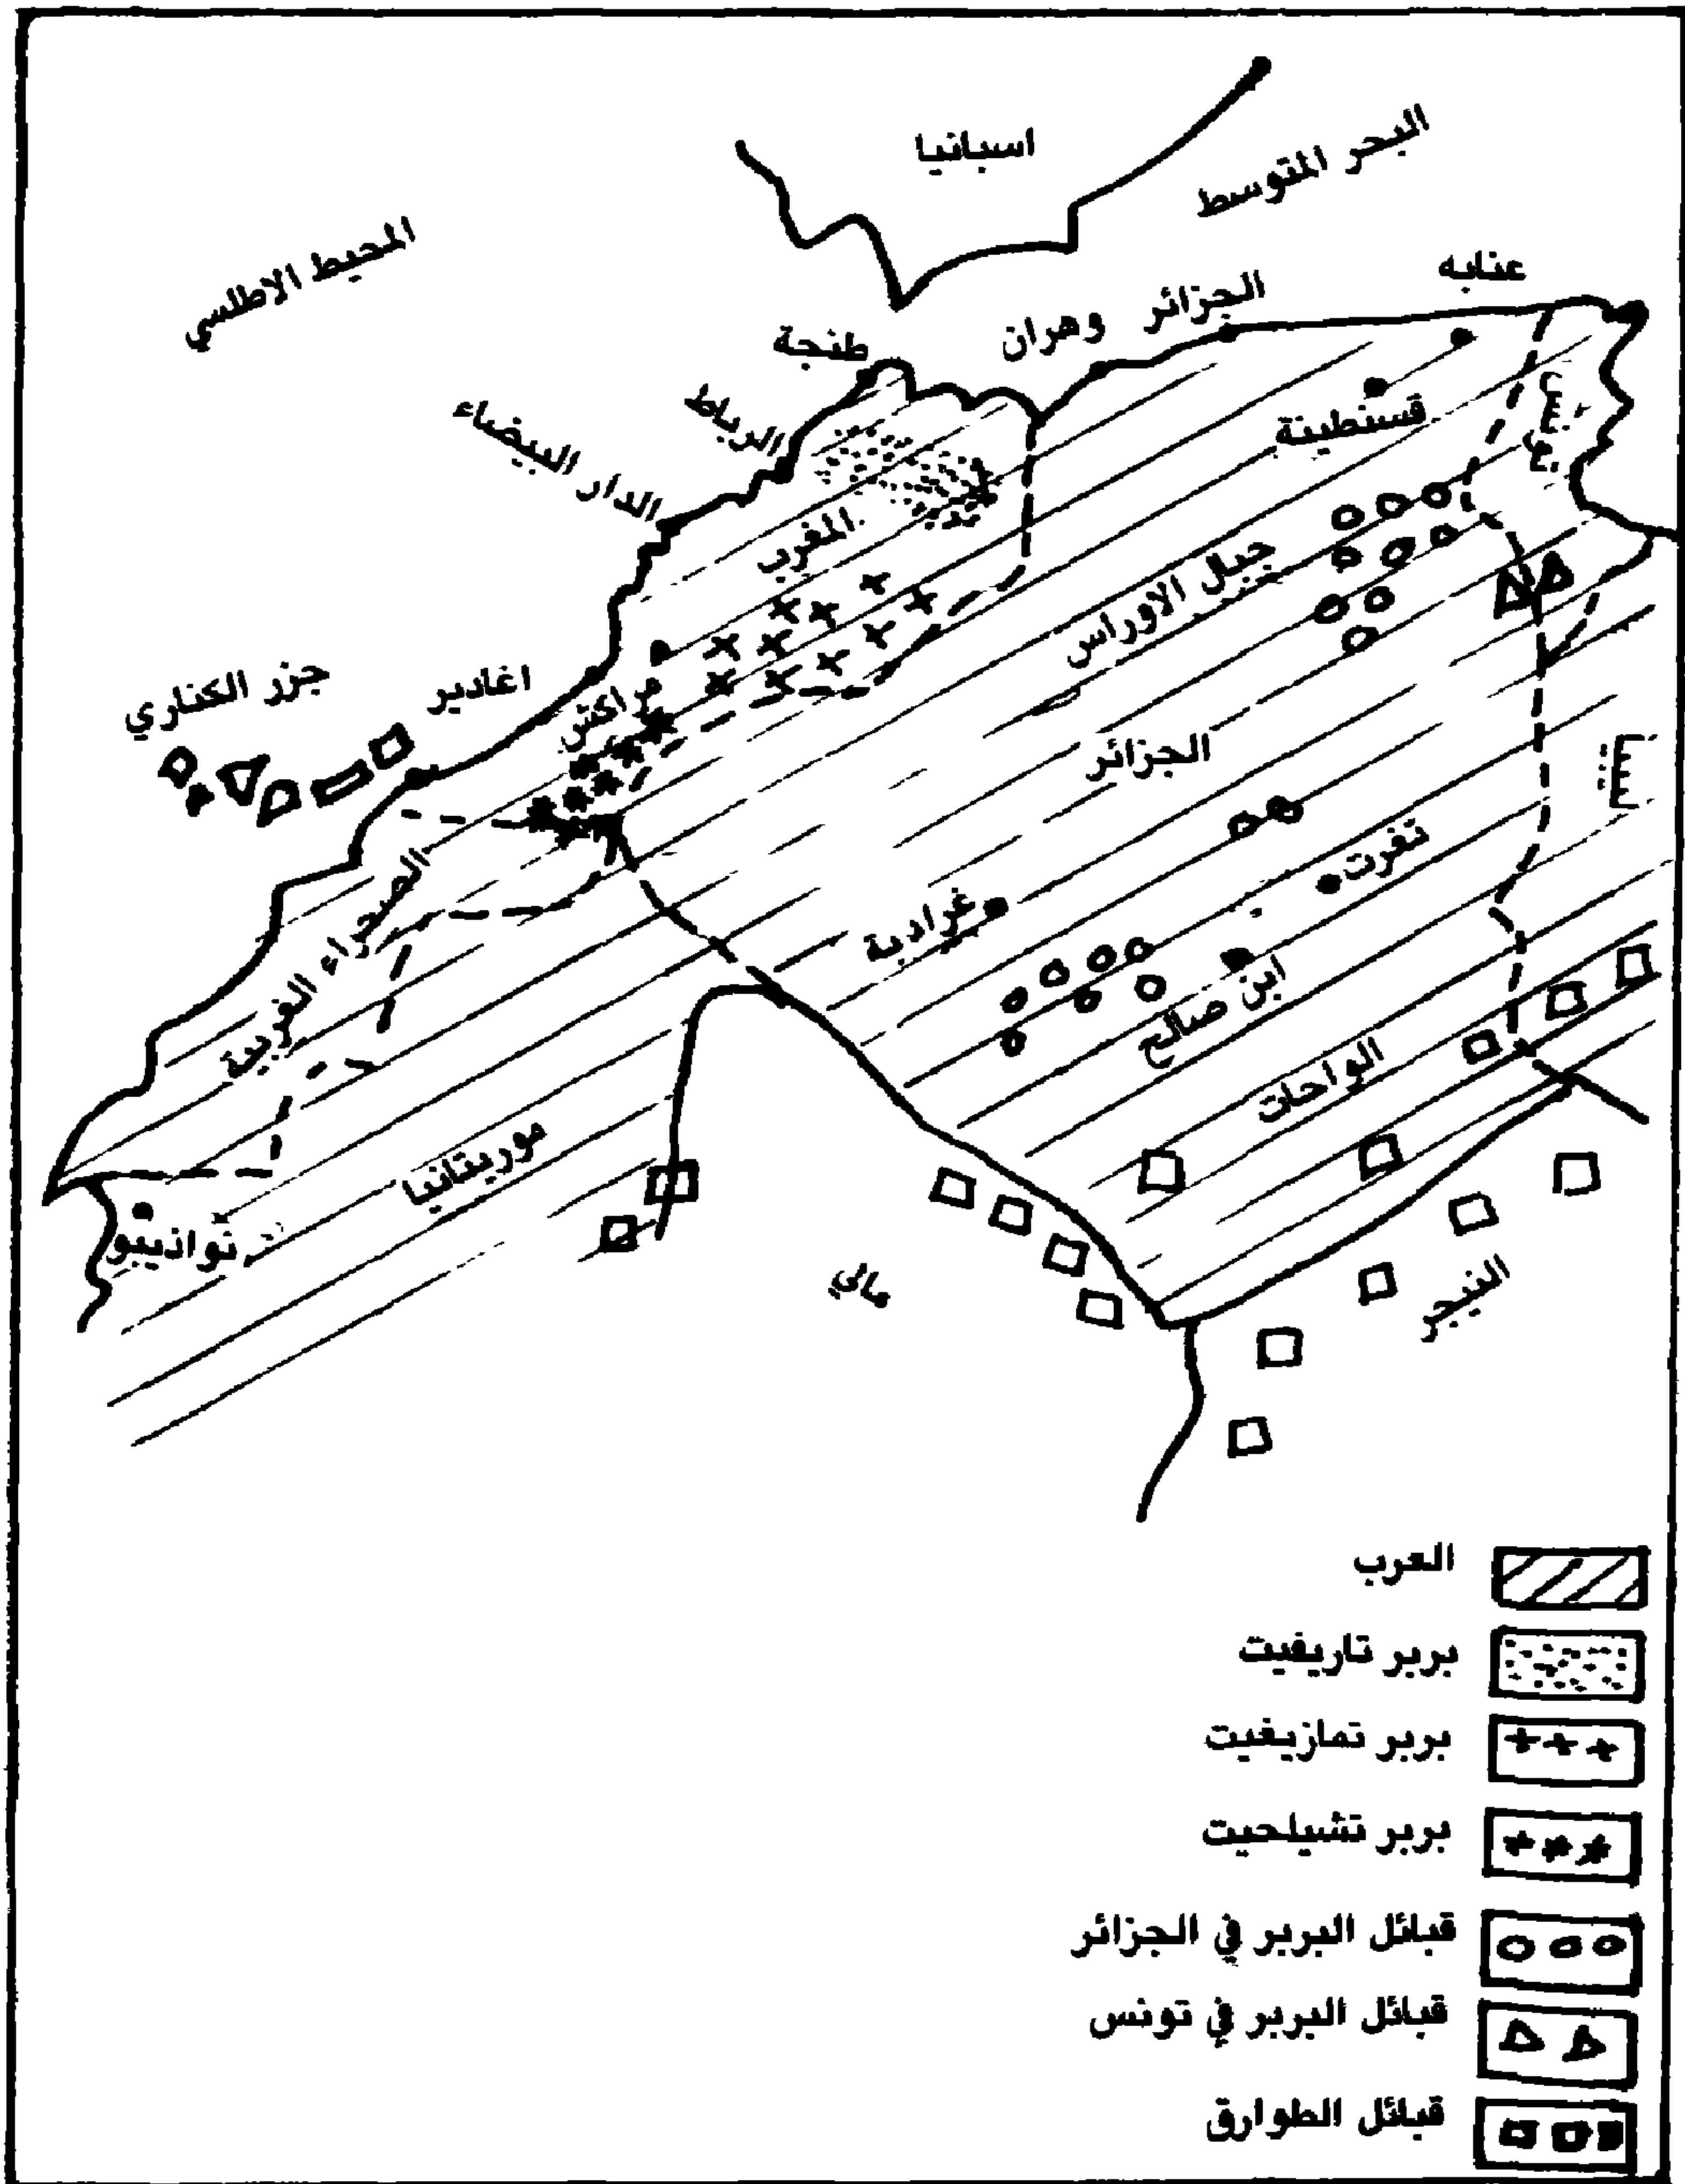 اسبانيا
البحر المتوسط
المحيط الاطلسي
عنابه
الجزائر
وهران
طنجة
الرباط
الدار البيضاء
قسنطينة
المغرب
جبال الاوراس
مراكش
اغادير
جزر الكناري
الجزائر
تغرت
غرادية
ابن صالح
الصحراء الغربية
الواحات
موريتانيا
نواذيبو
مالي
النيجر
العرب
بربر تاريفيت
بربر تمازيغيت
بربر تشيلحيت
قبائل البربر في الجزائر
قبائل البربر في تونس
قبائل الطوارق